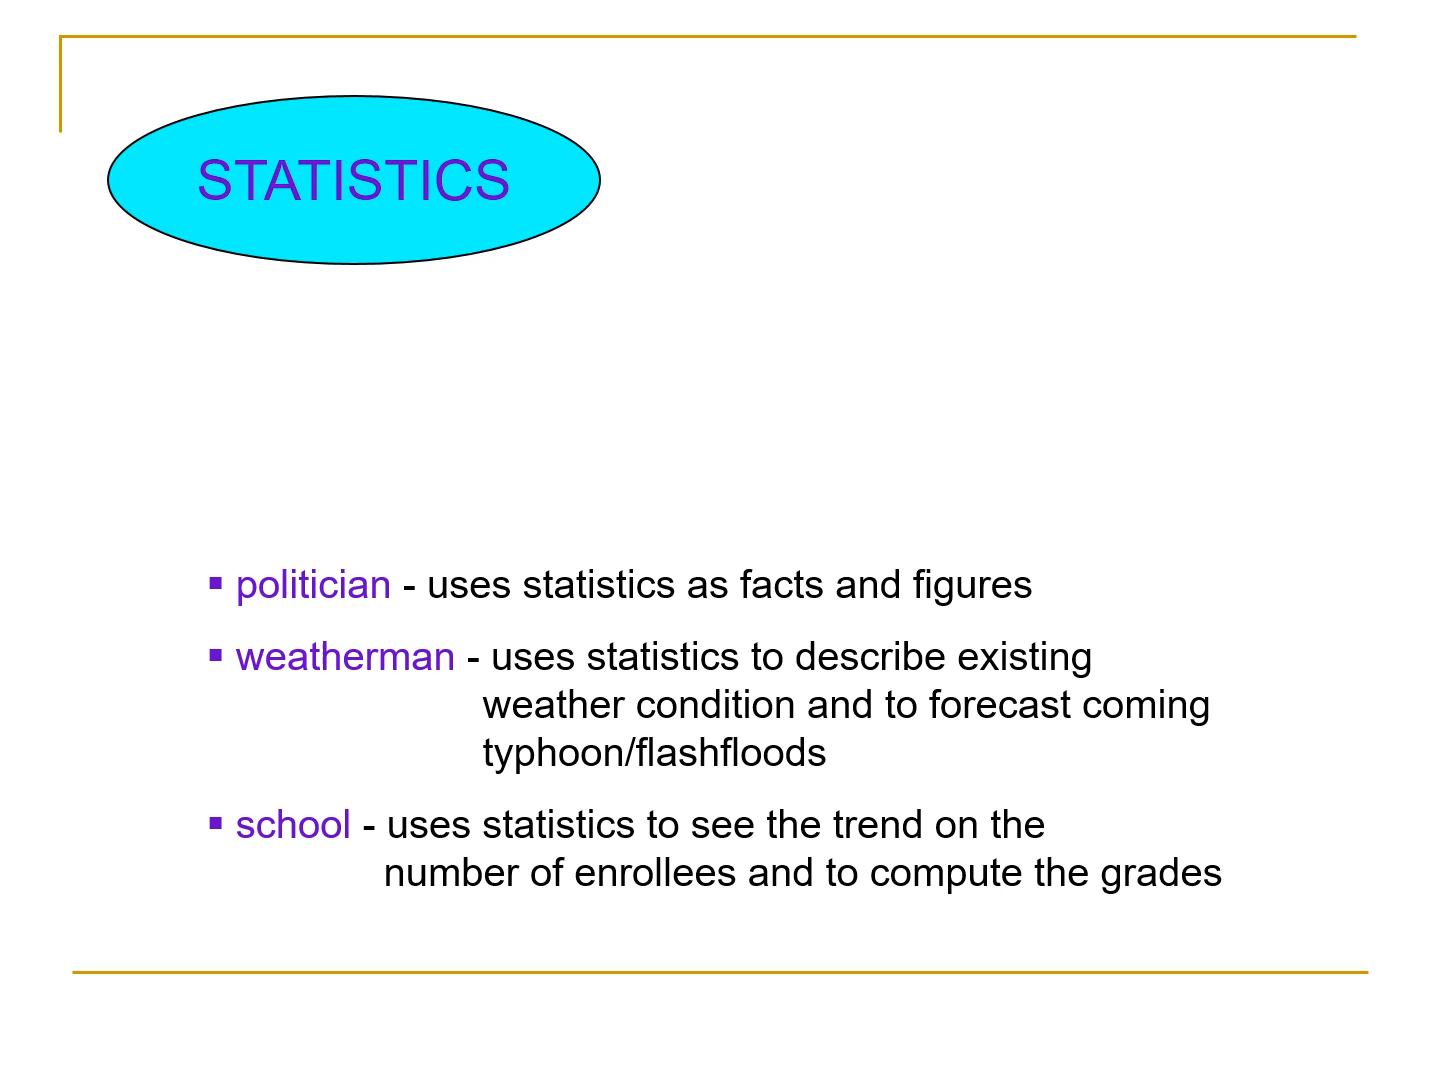 STATISTICS
▪ politician - uses statistics as facts and figures
▪ weatherman - uses statistics to describe existing
weather condition and to forecast coming
typhoon/flashfloods
▪ school - uses statistics to see the trend on the
number of enrollees and to compute the grades